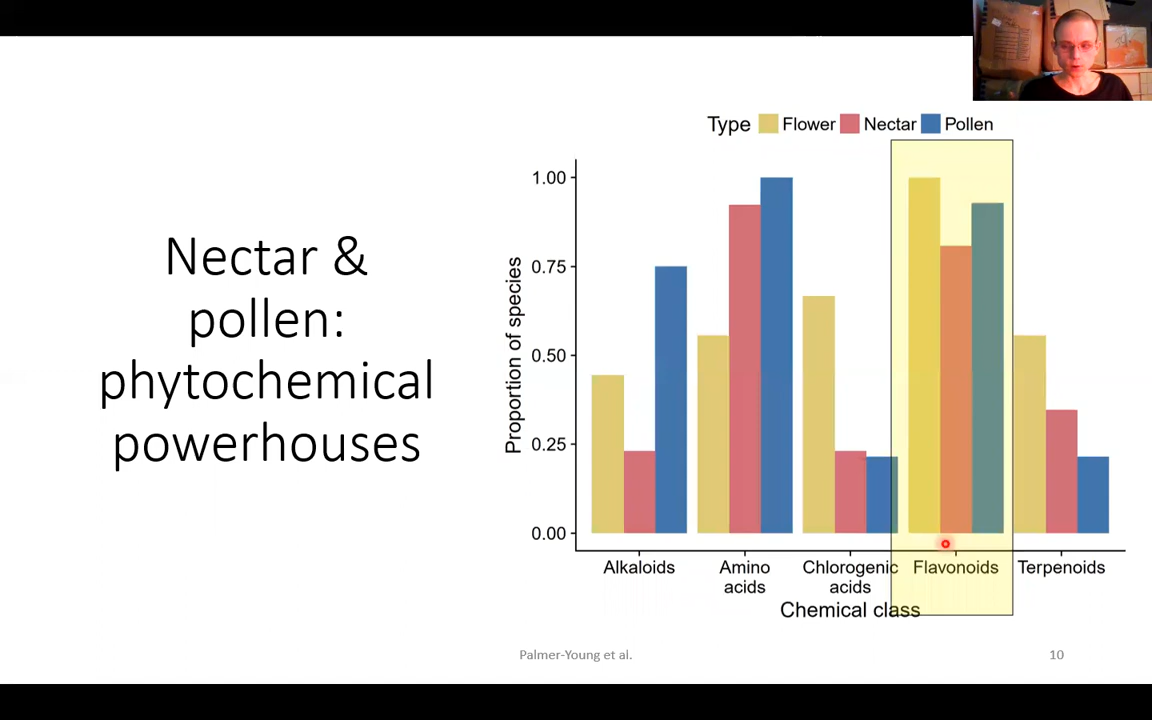 Nectar &
pollen:
phytochemical
powerhouses
Type Flower Nectar Pollen
1.00
0.75
0.50
0.25
0.00
Proportion of species
Alkaloids Amino acids Chlorogenic acids Flavonoids Terpenoids
Chemical class
Palmer-Young et al. 10